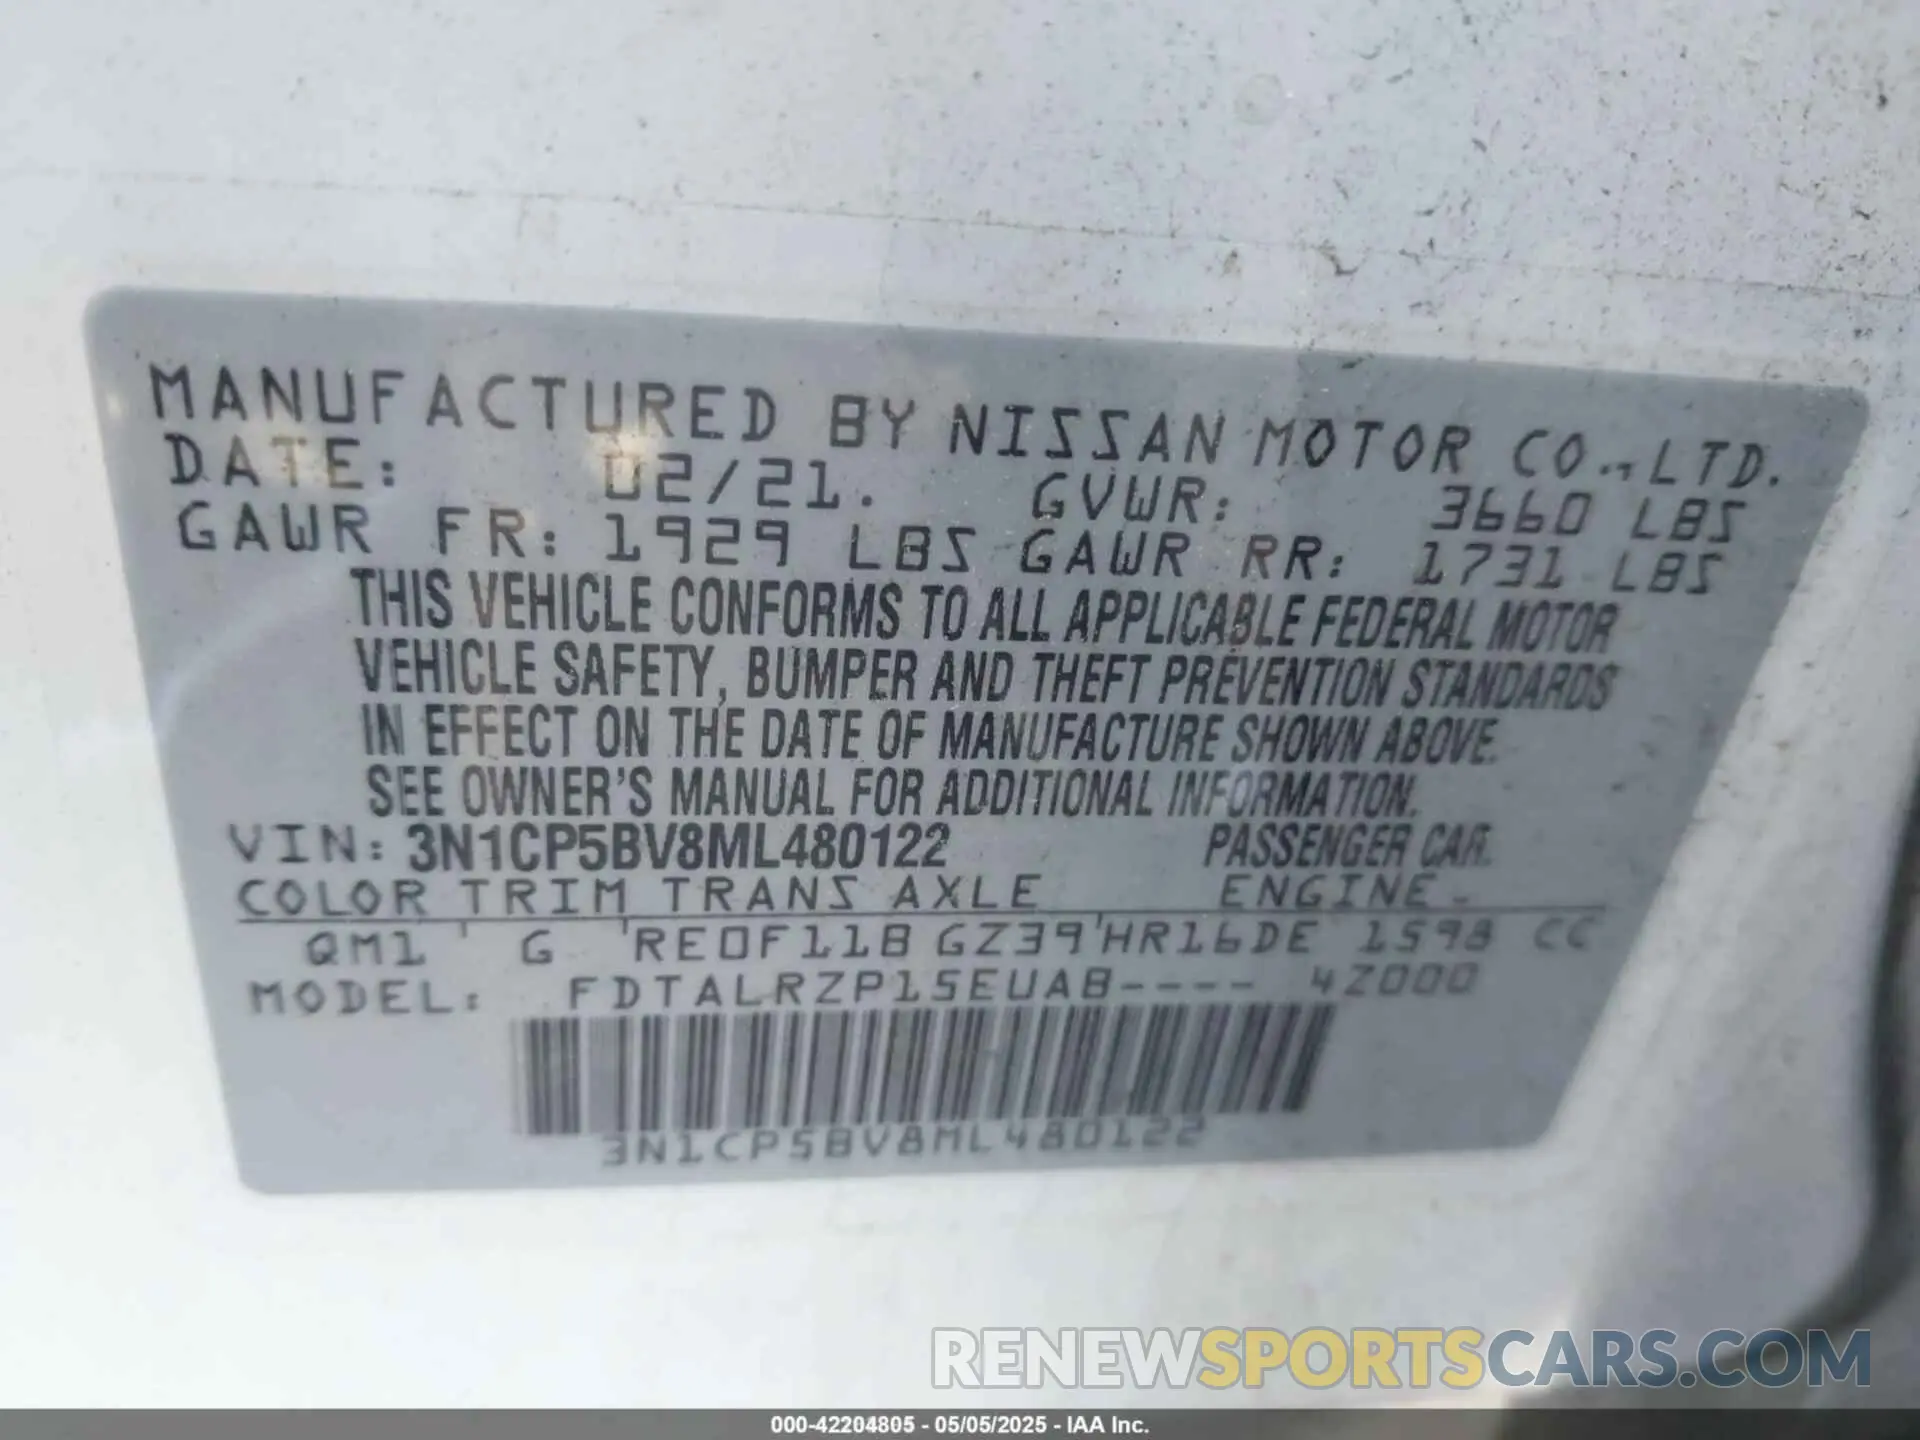 MANUFACTURED BY NISSAN MOTOR CO.,LTD.
DATE: 02/21. GVWR: 3660 LBS
GAWR FR: 1929 LBS GAWR RR: 1731 LBS
THIS VEHICLE CONFORMS TO ALL APPLICABLE FEDERAL MOTOR
VEHICLE SAFETY, BUMPER AND THEFT PREVENTION STANDARDS
IN EFFECT ON THE DATE OF MANUFACTURE SHOWN ABOVE.
SEE OWNER'S MANUAL FOR ADDITIONAL INFORMATION.
VIN: 3N1CP5BV8ML480122 PASSENGER CAR.
COLOR TRIM TRANS AXLE ENGINE
QM1 G RE0F11B GZ39 HR16DE 1598 CC
MODEL: FDTALRZP15EUAB---- 4Z000
3N1CP5BV8ML480122
RENEWSPORTSCARS.COM
000-42204805 - 05/05/2025 - IAA Inc.